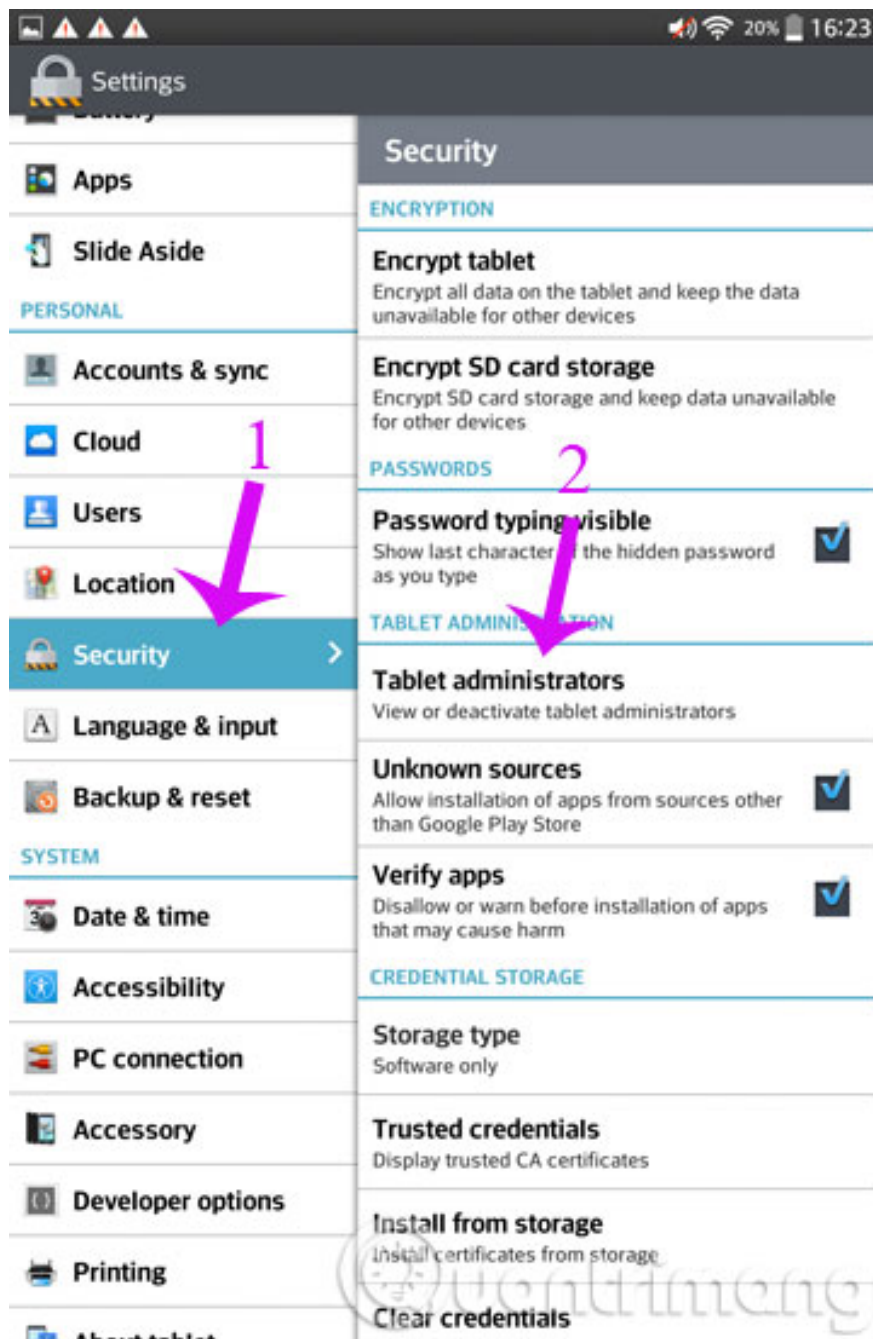 20% 16:23
Settings
Battery
Apps
Slide Aside
PERSONAL
Accounts & sync
Cloud
1
Users
Location
Security
Language & input
Backup & reset
SYSTEM
Date & time
Accessibility
PC connection
Accessory
Developer options
Printing
About tablet
Security
ENCRYPTION
Encrypt tablet
Encrypt all data on the tablet and keep the data
unavailable for other devices
Encrypt SD card storage
Encrypt SD card storage and keep data unavailable
for other devices
PASSWORDS
2
Password typing visible
Show last character of the hidden password
as you type
TABLET ADMINISTRATION
Tablet administrators
View or deactivate tablet administrators
Unknown sources
Allow installation of apps from sources other
than Google Play Store
Verify apps
Disallow or warn before installation of apps
that may cause harm
CREDENTIAL STORAGE
Storage type
Software only
Trusted credentials
Display trusted CA certificates
Install from storage
Install certificates from storage
Clear credentials
Quantrimang